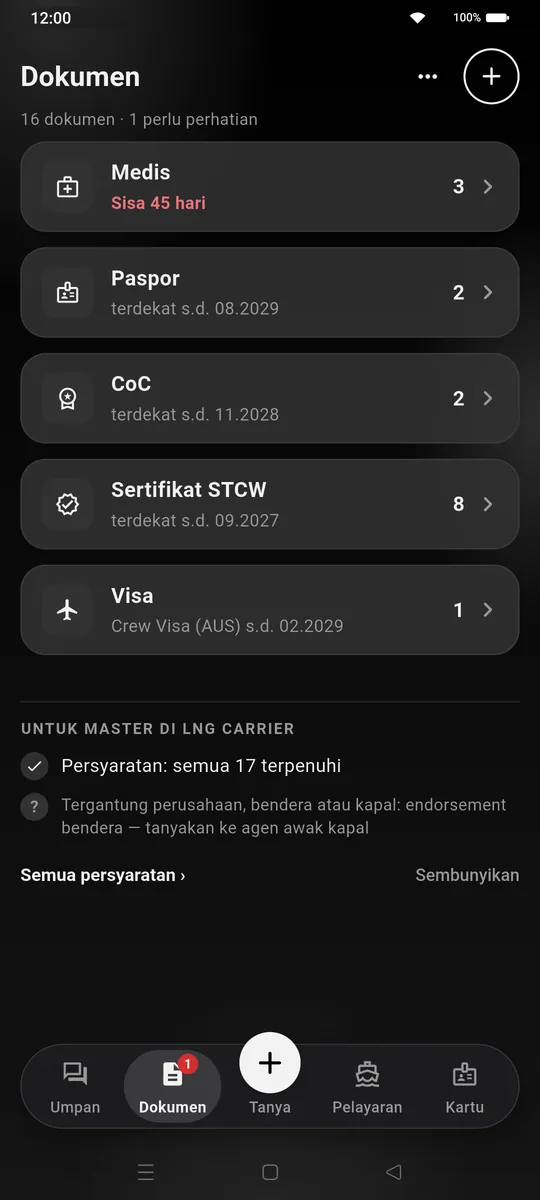 12:00
100%
Dokumen
16 dokumen · 1 perlu perhatian
Medis
Sisa 45 hari
3
Paspor
terdekat s.d. 08.2029
2
CoC
terdekat s.d. 11.2028
2
Sertifikat STCW
terdekat s.d. 09.2027
8
Visa
Crew Visa (AUS) s.d. 02.2029
1
UNTUK MASTER DI LNG CARRIER
Persyaratan: semua 17 terpenuhi
? Tergantung perusahaan, bendera atau kapal: endorsement
bendera — tanyakan ke agen awak kapal
Semua persyaratan ›
Sembunyikan
1
Umpan
Dokumen
Tanya
Pelayaran
Kartu